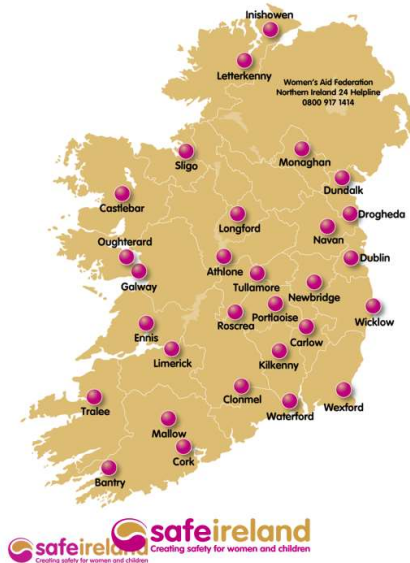 Inishowen
Letterkenny
Women's Aid Federation
Northern Ireland 24 Helpline
0800 917 1414
Sligo
Monaghan
Dundalk
Castlebar
Longford
Drogheda
Navan
Oughterard
Athlone
Dublin
Galway
Tullamore
Newbridge
Ennis
Roscrea
Portlaoise
Wicklow
Carlow
Limerick
Kilkenny
Tralee
Clonmel
Waterford
Wexford
Mallow
Cork
Bantry
safeireland
Creating safety for women and children
safeireland
Creating safety for women and children